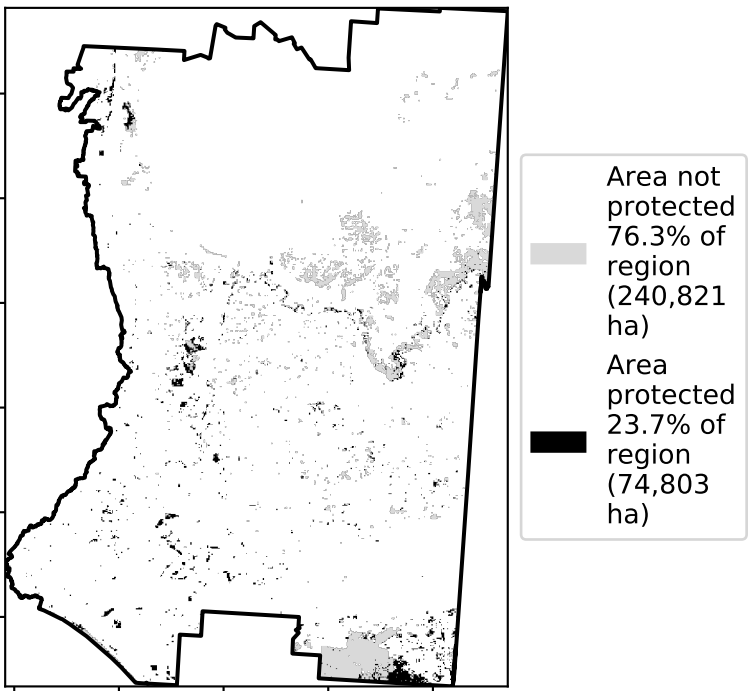 Area not
protected
76.3% of
region
(240,821
ha)
Area
protected
23.7% of
region
(74,803
ha)